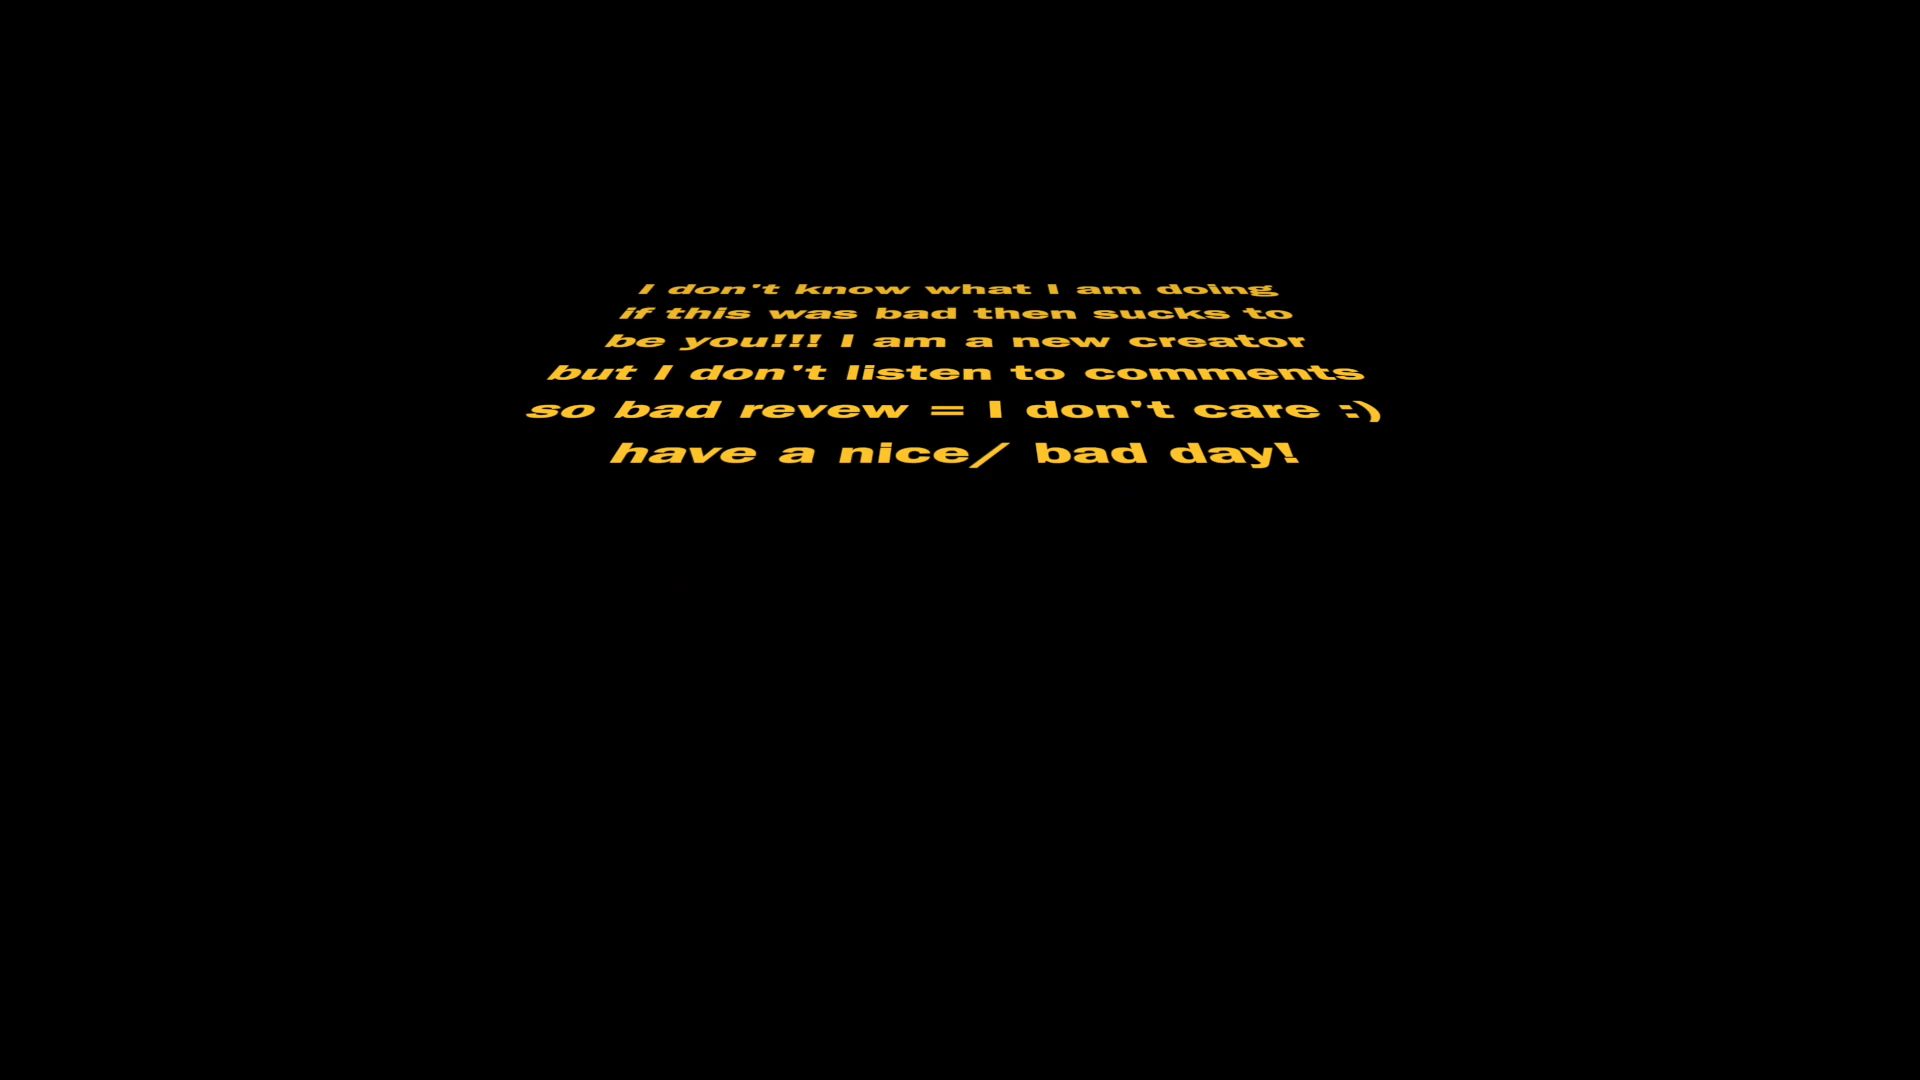 I don't know what I am doing
if this was bad then sucks to
be you!!! I am a new creator
but I don't listen to comments
so bad revew = I don't care :)
have a nice/ bad day!